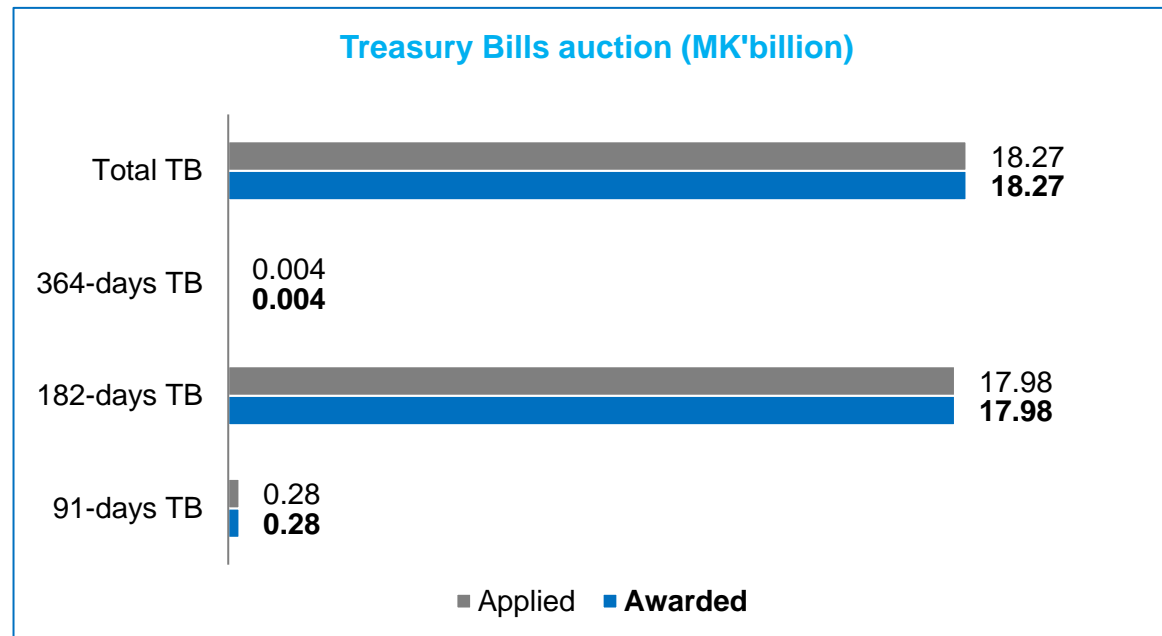 Treasury Bills auction (MK'billion)
Total TB
18.27
18.27
364-days TB
0.004
0.004
182-days TB
17.98
17.98
91-days TB
0.28
0.28
Applied Awarded